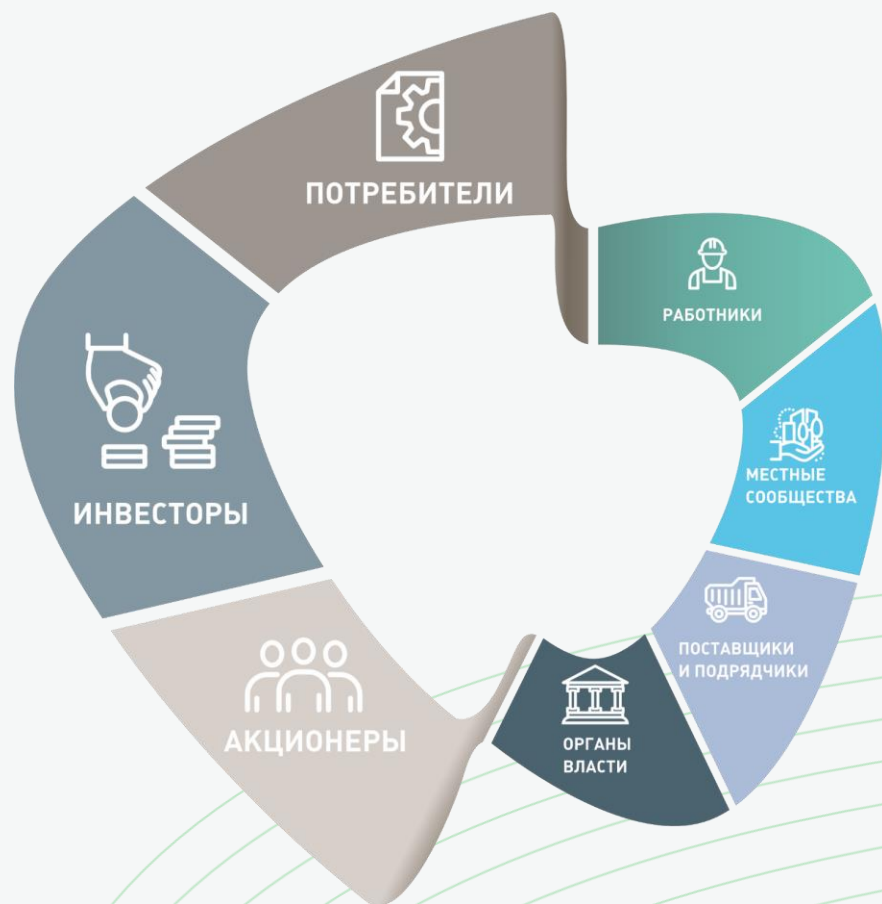 ПОТРЕБИТЕЛИ
РАБОТНИКИ
МЕСТНЫЕ
СООБЩЕСТВА
ПОСТАВЩИКИ
И ПОДРЯДЧИКИ
ОРГАНЫ
ВЛАСТИ
АКЦИОНЕРЫ
ИНВЕСТОРЫ